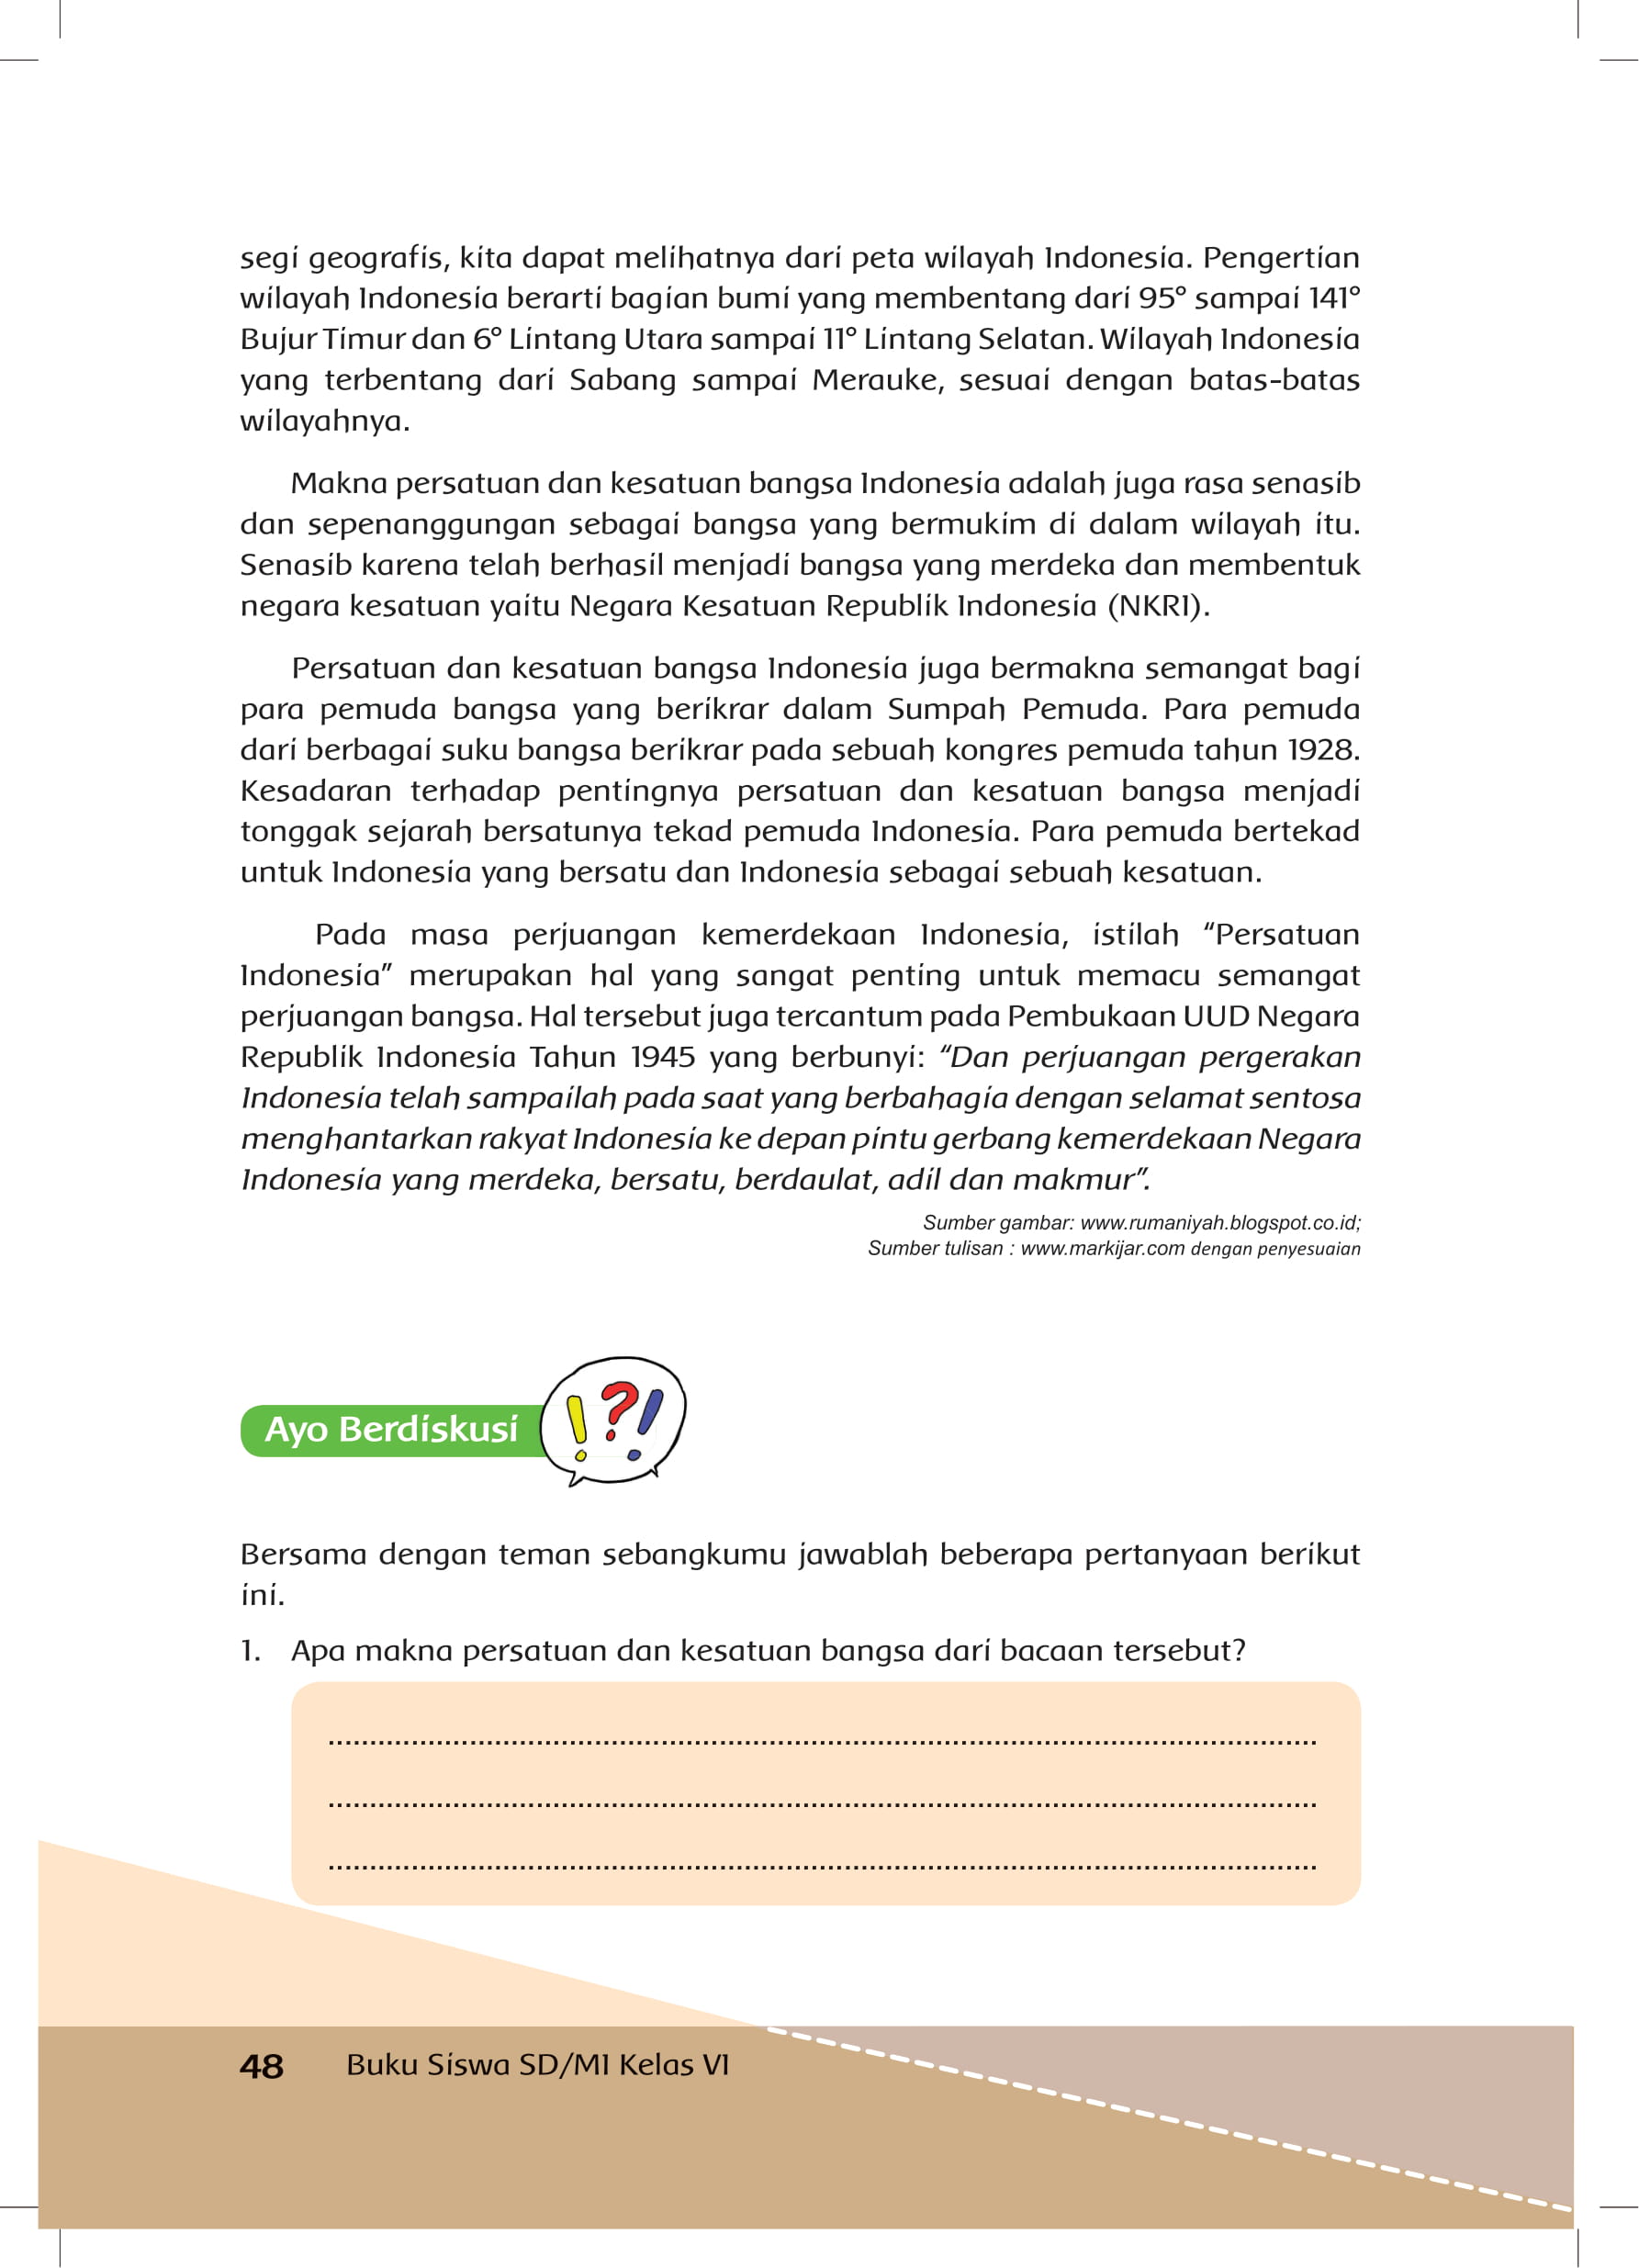 segi geografis, kita dapat melihatnya dari peta wilayah Indonesia. Pengertian
wilayah Indonesia berarti bagian bumi yang membentang dari 95° sampai 141°
Bujur Timur dan 6° Lintang Utara sampai 11° Lintang Selatan. Wilayah Indonesia
yang terbentang dari Sabang sampai Merauke, sesuai dengan batas-batas
wilayahnya.
Makna persatuan dan kesatuan bangsa Indonesia adalah juga rasa senasib
dan sepenanggungan sebagai bangsa yang bermukim di dalam wilayah itu.
Senasib karena telah berhasil menjadi bangsa yang merdeka dan membentuk
negara kesatuan yaitu Negara Kesatuan Republik Indonesia (NKRI).
Persatuan dan kesatuan bangsa Indonesia juga bermakna semangat bagi
para pemuda bangsa yang berikrar dalam Sumpah Pemuda. Para pemuda
dari berbagai suku bangsa berikrar pada sebuah kongres pemuda tahun 1928.
Kesadaran terhadap pentingnya persatuan dan kesatuan bangsa menjadi
tonggak sejarah bersatunya tekad pemuda Indonesia. Para pemuda bertekad
untuk Indonesia yang bersatu dan Indonesia sebagai sebuah kesatuan.
Pada masa perjuangan kemerdekaan Indonesia, istilah “Persatuan
Indonesia” merupakan hal yang sangat penting untuk memacu semangat
perjuangan bangsa. Hal tersebut juga tercantum pada Pembukaan UUD Negara
Republik Indonesia Tahun 1945 yang berbunyi: “Dan perjuangan pergerakan
Indonesia telah sampailah pada saat yang berbahagia dengan selamat sentosa
menghantarkan rakyat Indonesia ke depan pintu gerbang kemerdekaan Negara
Indonesia yang merdeka, bersatu, berdaulat, adil dan makmur”.
Sumber gambar: www.rumaniyah.blogspot.co.id;
Sumber tulisan : www.markijar.com dengan penyesuaian
Ayo Berdiskusi
! ? !
Bersama dengan teman sebangkumu jawablah beberapa pertanyaan berikut
ini.
1. Apa makna persatuan dan kesatuan bangsa dari bacaan tersebut?
48 Buku Siswa SD/MI Kelas VI